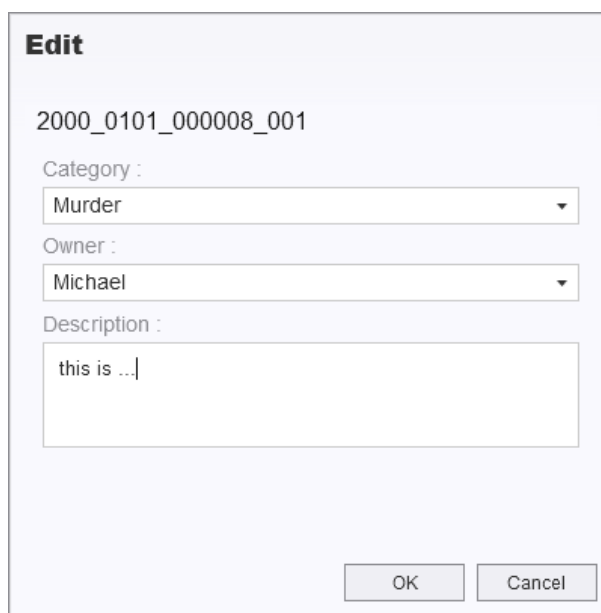 Edit
2000_0101_000008_001
Category :
Murder
Owner :
Michael
Description :
this is ...
OK Cancel